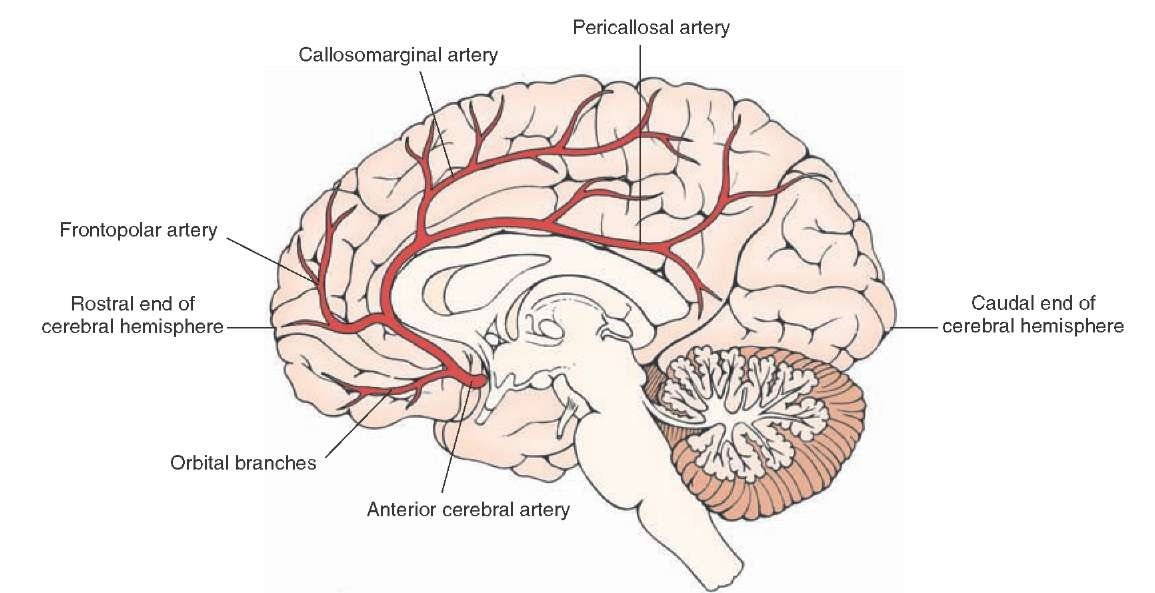 Pericallosal artery
Callosomarginal artery
Frontopolar artery
Rostral end of
cerebral hemisphere
Caudal end of
cerebral hemisphere
Orbital branches
Anterior cerebral artery